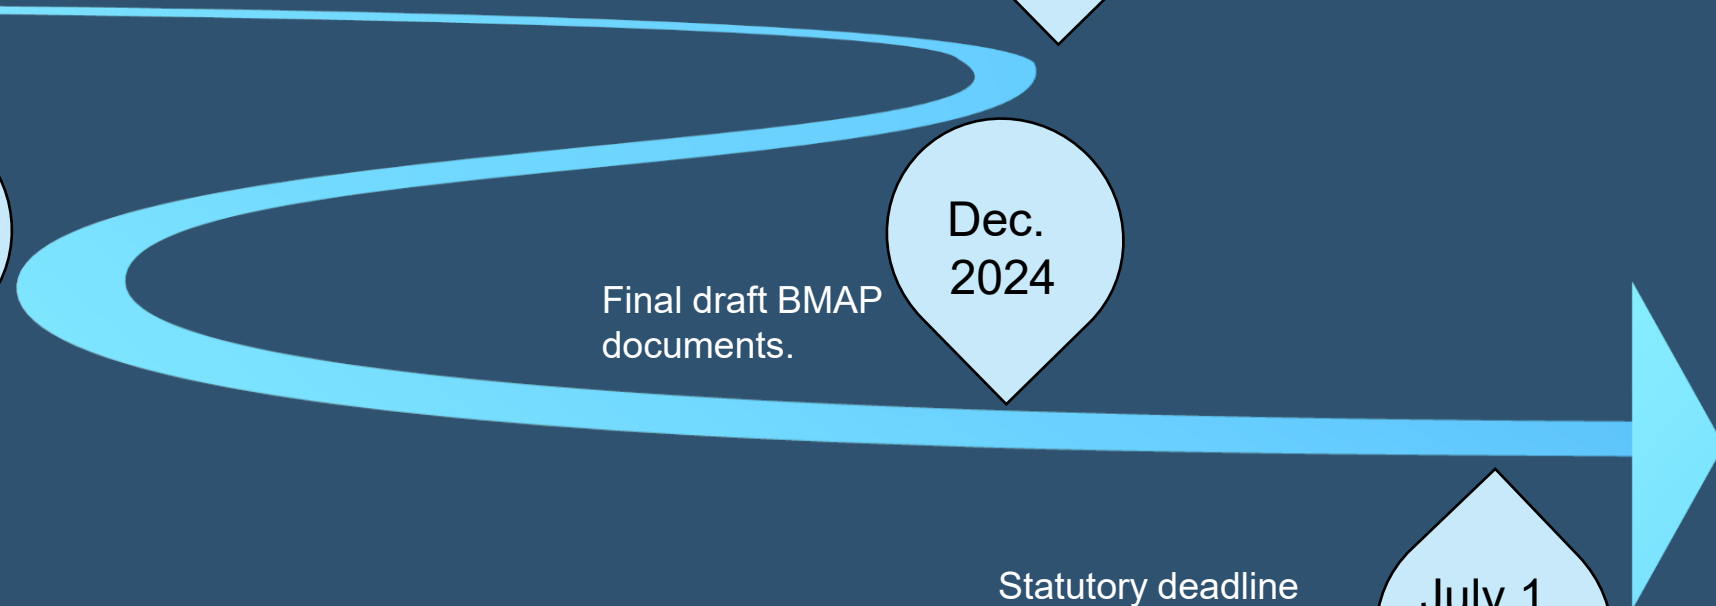 Dec.
2024
Final draft BMAP
documents.
Statutory deadline
July 1